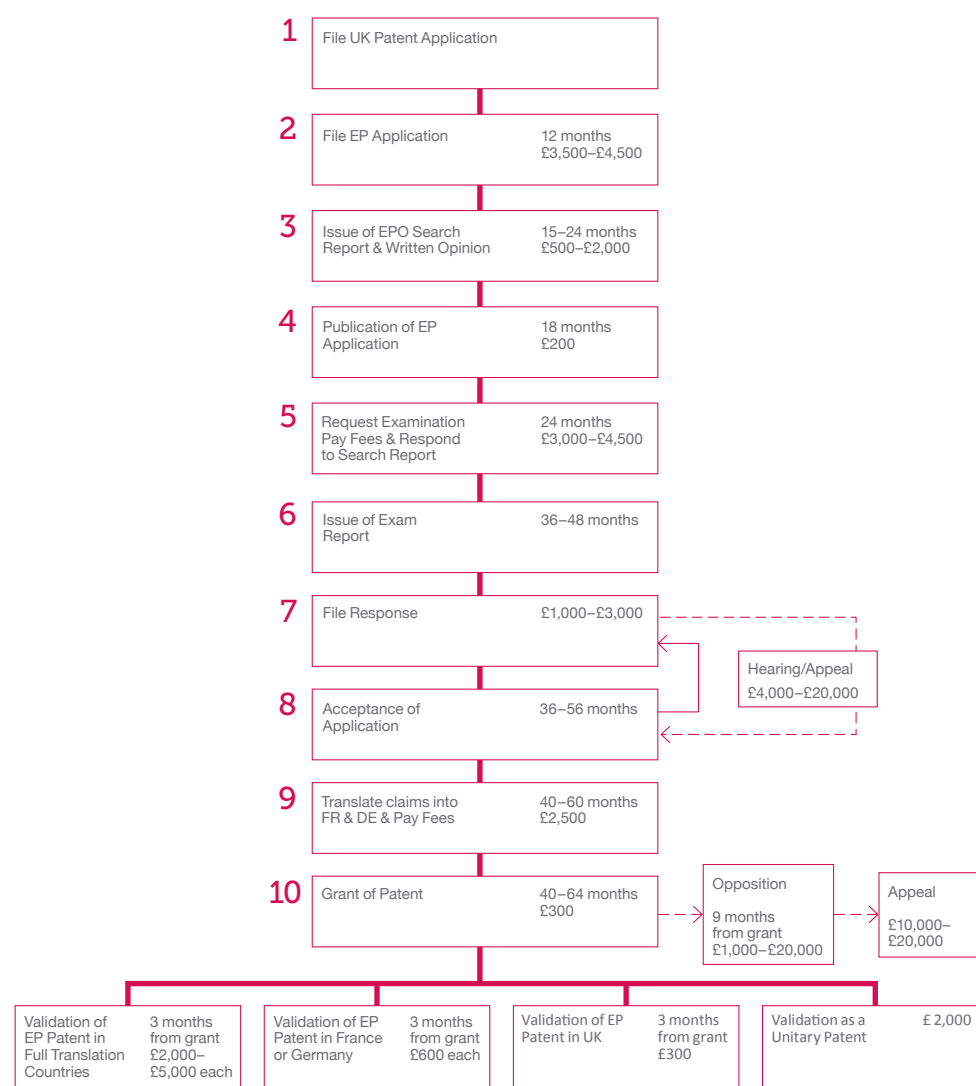 1
File UK Patent Application
2
File EP Application
12 months
£3,500–£4,500
3
Issue of EPO Search
Report & Written Opinion
15–24 months
£500–£2,000
4
Publication of EP
Application
18 months
£200
5
Request Examination
Pay Fees & Respond
to Search Report
24 months
£3,000–£4,500
6
Issue of Exam
Report
36–48 months
7
File Response
£1,000–£3,000
Hearing/Appeal
£4,000–£20,000
8
Acceptance of
Application
36–56 months
9
Translate claims into
FR & DE & Pay Fees
40–60 months
£2,500
10
Grant of Patent
40–64 months
£300
Opposition
9 months
from grant
£1,000–£20,000
Appeal
£10,000–
£20,000
Validation of
EP Patent in
Full Translation
Countries
3 months
from grant
£2,000–
£5,000 each
Validation of EP
Patent in France
or Germany
3 months
from grant
£600 each
Validation of EP
Patent in UK
3 months
from grant
£300
Validation as a
Unitary Patent
£ 2,000